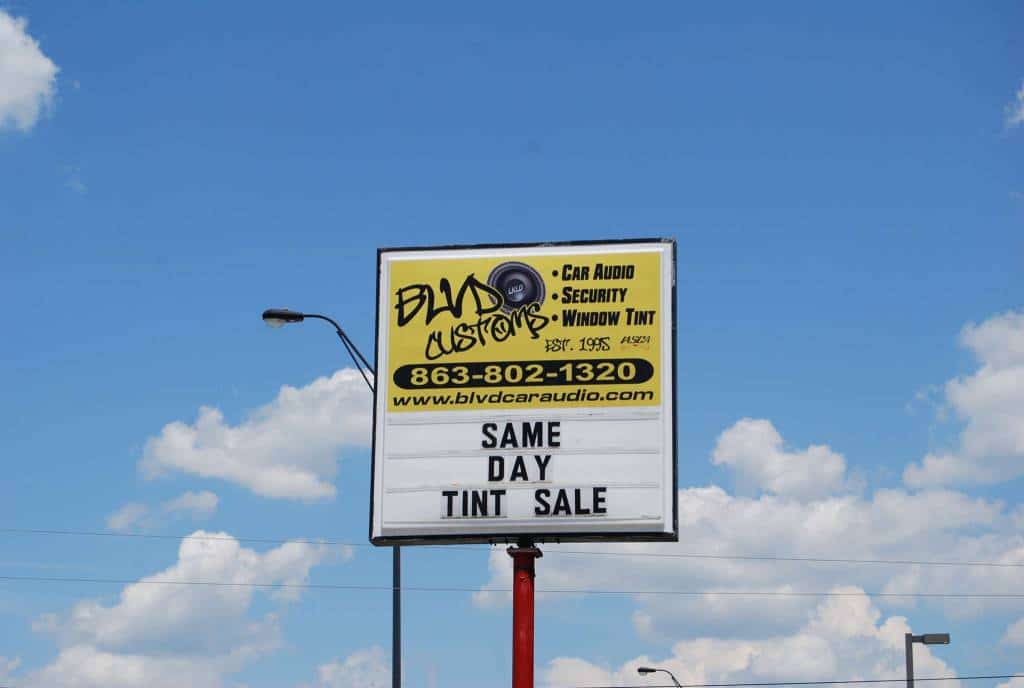 BLVD
CUSTOMS
LKLD
• CAR AUDIO
• SECURITY
• WINDOW TINT
EST. 1995
863-802-1320
www.blvdcaraudio.com
SAME
DAY
TINT SALE